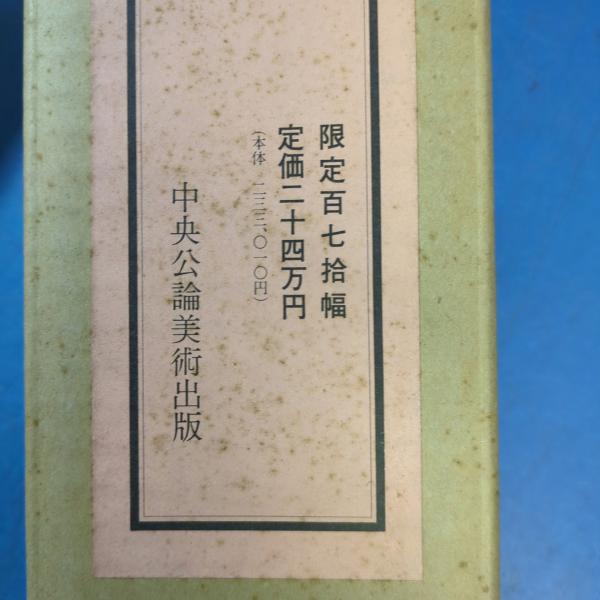 限定百七拾幅
定価二十四万円
(本体 二三三、〇一〇円)
中央公論美術出版